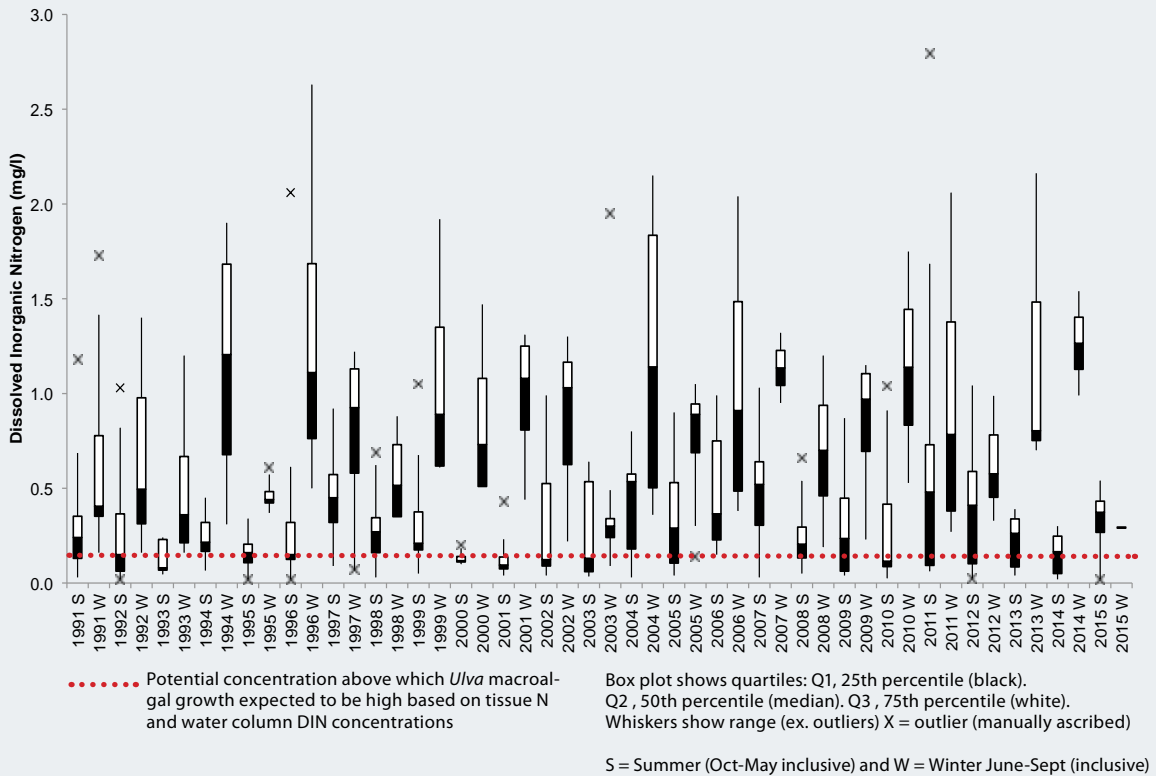 3.0
2.5
2.0
1.5
1.0
0.5
0.0
Dissolved Inorganic Nitrogen (mg/l)
1991 S
1991 W
1992 S
1992 W
1993 S
1993 W
1994 S
1994 W
1995 S
1995 W
1996 S
1996 W
1997 S
1997 W
1998 S
1998 W
1999 S
1999 W
2000 S
2000 W
2001 S
2001 W
2002 S
2002 W
2003 S
2003 W
2004 S
2004 W
2005 S
2005 W
2006 S
2006 W
2007 S
2007 W
2008 S
2008 W
2009 S
2009 W
2010 S
2010 W
2011 S
2011 W
2012 S
2012 W
2013 S
2013 W
2014 S
2014 W
2015 S
2015 W
Potential concentration above which Ulva macroal-
gal growth expected to be high based on tissue N
and water column DIN concentrations
Box plot shows quartiles: Q1, 25th percentile (black).
Q2 , 50th percentile (median). Q3 , 75th percentile (white).
Whiskers show range (ex. outliers) X = outlier (manually ascribed)
S = Summer (Oct-May inclusive) and W = Winter June-Sept (inclusive)